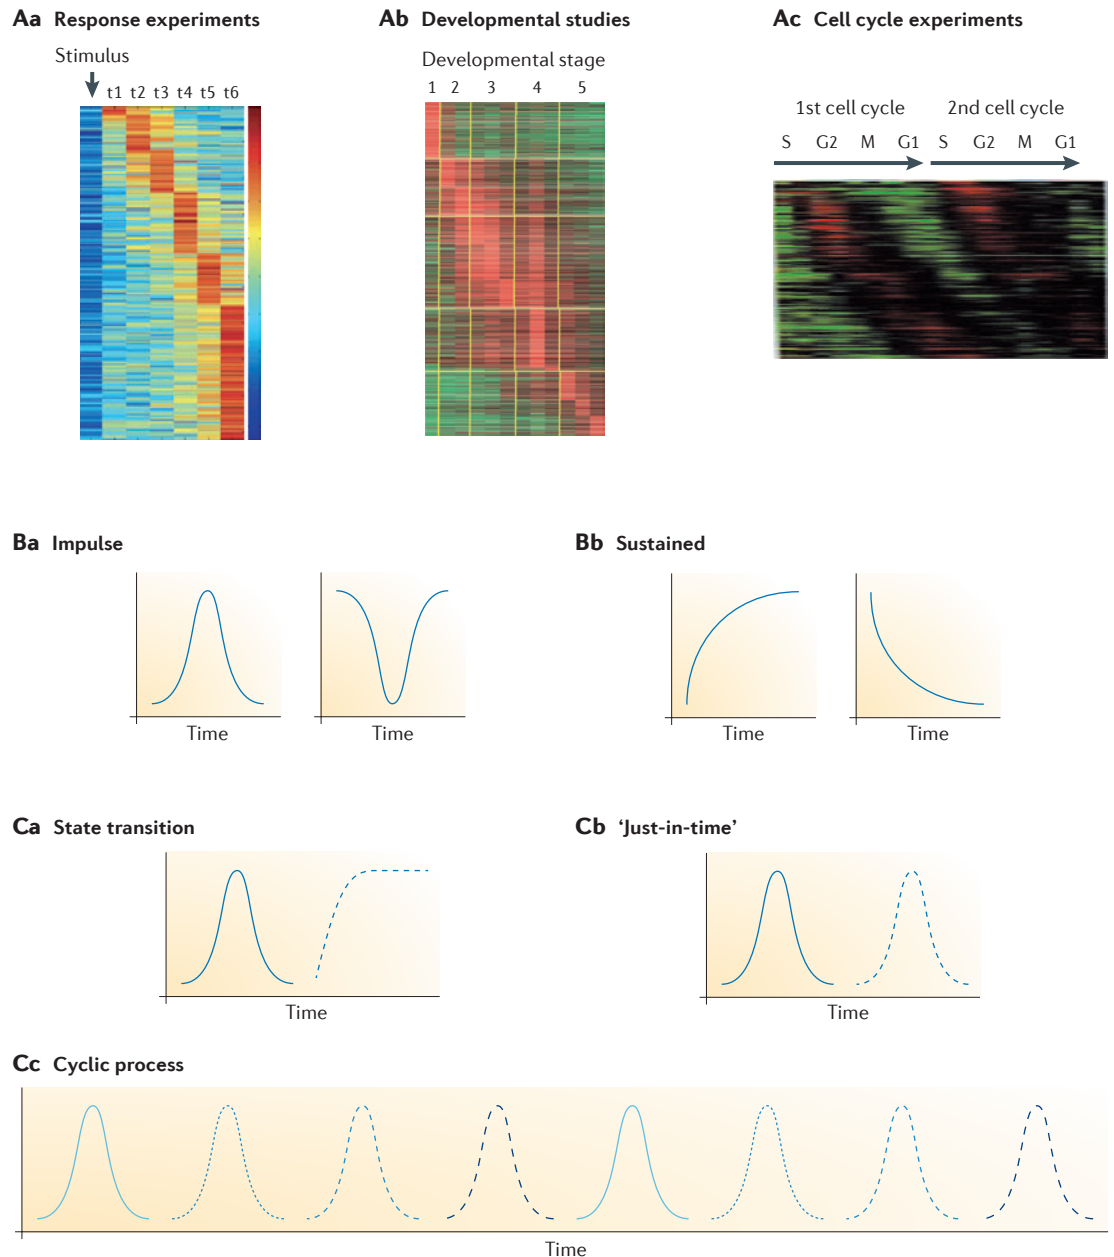 Aa Response experiments
Stimulus
t1 t2 t3 t4 t5 t6
Ab Developmental studies
Developmental stage
1 2 3 4 5
Ac Cell cycle experiments
1st cell cycle 2nd cell cycle
S G2 M G1 S G2 M G1
Ba Impulse
Time
Time
Bb Sustained
Time
Time
Ca State transition
Time
Cb ‘Just-in-time’
Time
Cc Cyclic process
Time